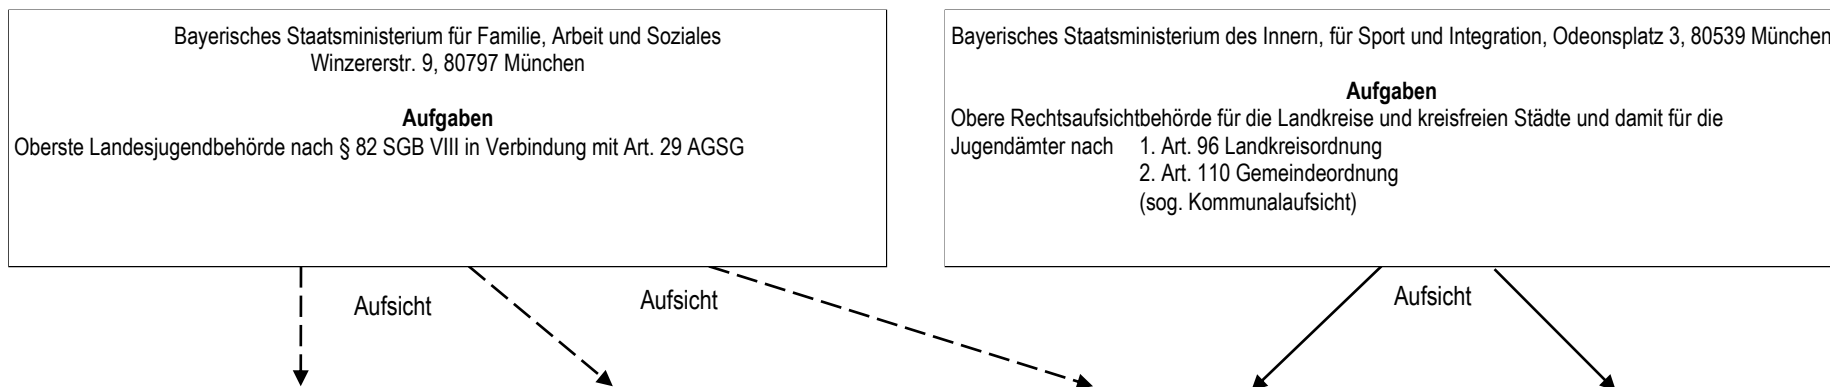 Bayerisches Staatsministerium für Familie, Arbeit und Soziales
Winzererstr. 9, 80797 München
Aufgaben
Oberste Landesjugendbehörde nach § 82 SGB VIII in Verbindung mit Art. 29 AGSG
Bayerisches Staatsministerium des Innern, für Sport und Integration, Odeonsplatz 3, 80539 München
Aufgaben
Obere Rechtsaufsichtbehörde für die Landkreise und kreisfreien Städte und damit für die
Jugendämter nach 1. Art. 96 Landkreisordnung
2. Art. 110 Gemeindeordnung
(sog. Kommunalaufsicht)
Aufsicht
Aufsicht
Aufsicht